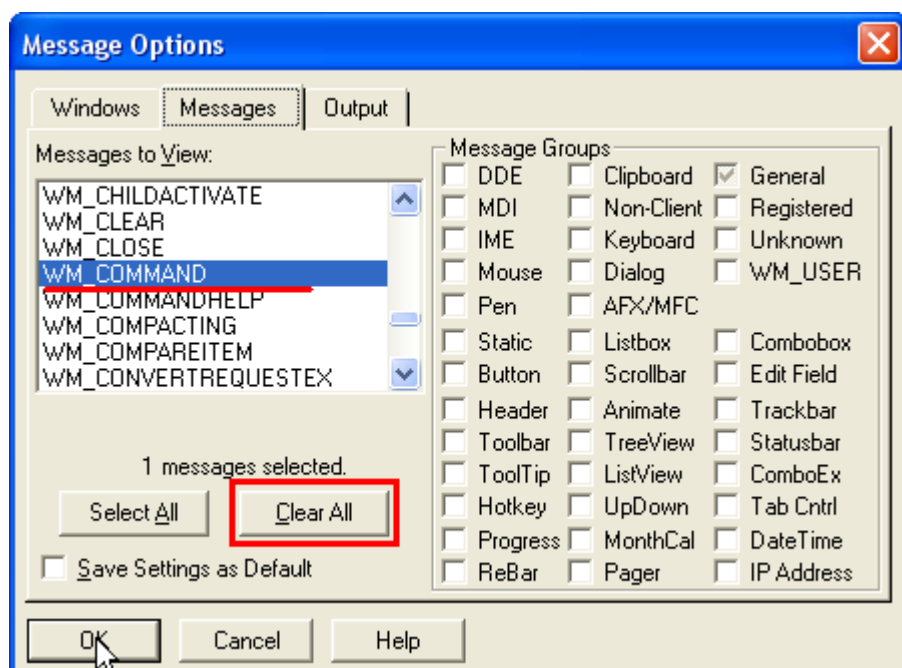 Message Options
Windows Messages Output
Messages to View:
WM_CHILDACTIVATE
WM_CLEAR
WM_CLOSE
WM_COMMAND
WM_COMMANDHELP
WM_COMPACTING
WM_COMPAREITEM
WM_CONVERTREQUESTEX
1 messages selected.
Select All Clear All
Save Settings as Default
Message Groups
DDE Clipboard General
MDI Non-Client Registered
IME Keyboard Unknown
Mouse Dialog WM_USER
Pen AFX/MFC
Static Listbox Combobox
Button Scrollbar Edit Field
Header Animate Trackbar
Toolbar TreeView Statusbar
ToolTip ListView ComboEx
Hotkey UpDown Tab Cntrl
Progress MonthCal DateTime
ReBar Pager IP Address
OK Cancel Help